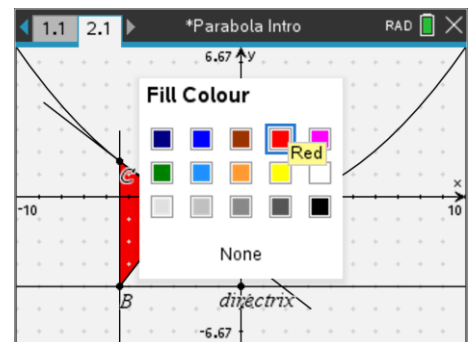 1.1 2.1 *Parabola Intro RAD
6.67 y
Fill Colour
Red
C
x
-10 10
None
B directrix
-6.67